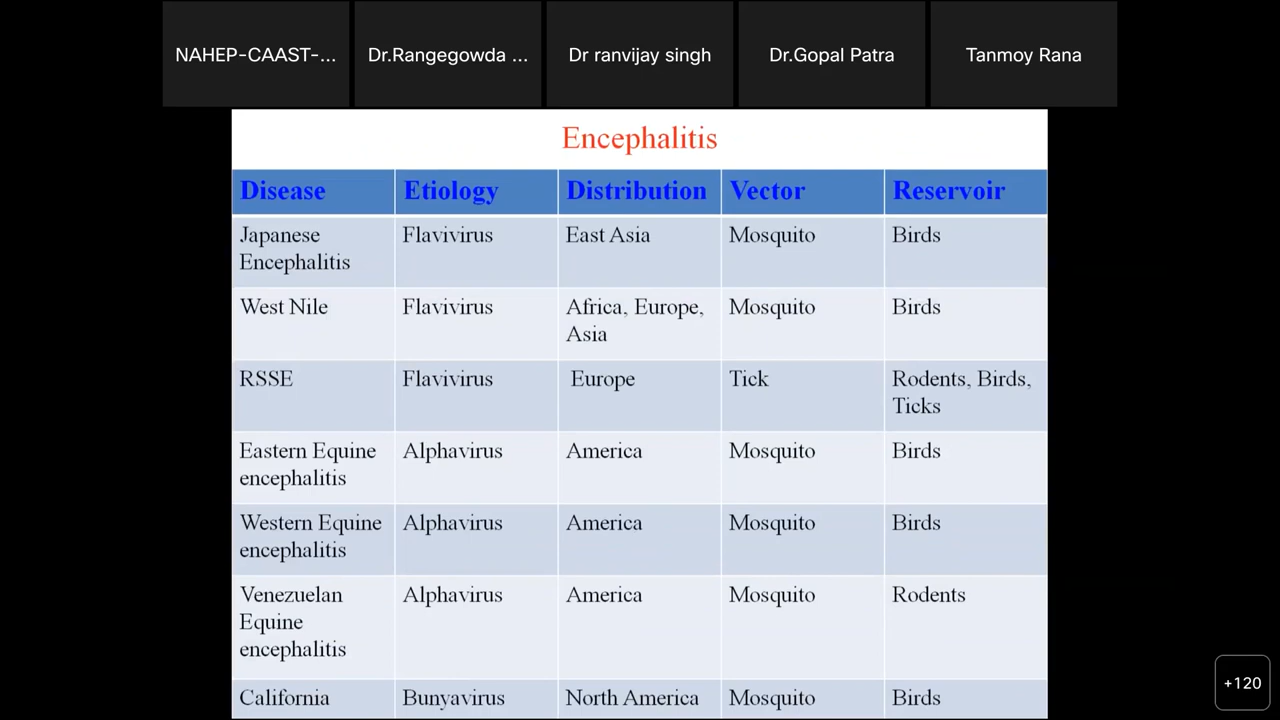 NAHEP-CAAST-...
Dr.Rangegowda ...
Dr ranvijay singh
Dr.Gopal Patra
Tanmoy Rana
Encephalitis
Disease Etiology Distribution Vector Reservoir
Japanese Encephalitis Flavivirus East Asia Mosquito Birds
West Nile Flavivirus Africa, Europe, Asia Mosquito Birds
RSSE Flavivirus Europe Tick Rodents, Birds, Ticks
Eastern Equine encephalitis Alphavirus America Mosquito Birds
Western Equine encephalitis Alphavirus America Mosquito Birds
Venezuelan Equine encephalitis Alphavirus America Mosquito Rodents
California Bunyavirus North America Mosquito Birds
+120